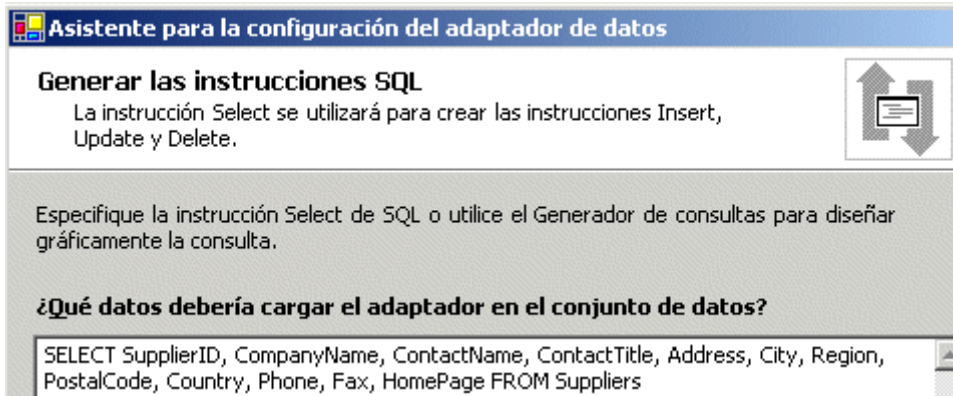 Asistente para la configuración del adaptador de datos
Generar las instrucciones SQL
La instrucción Select se utilizará para crear las instrucciones Insert,
Update y Delete.
Especifique la instrucción Select de SQL o utilice el Generador de consultas para diseñar
gráficamente la consulta.
¿Qué datos debería cargar el adaptador en el conjunto de datos?
SELECT SupplierID, CompanyName, ContactName, ContactTitle, Address, City, Region,
PostalCode, Country, Phone, Fax, HomePage FROM Suppliers